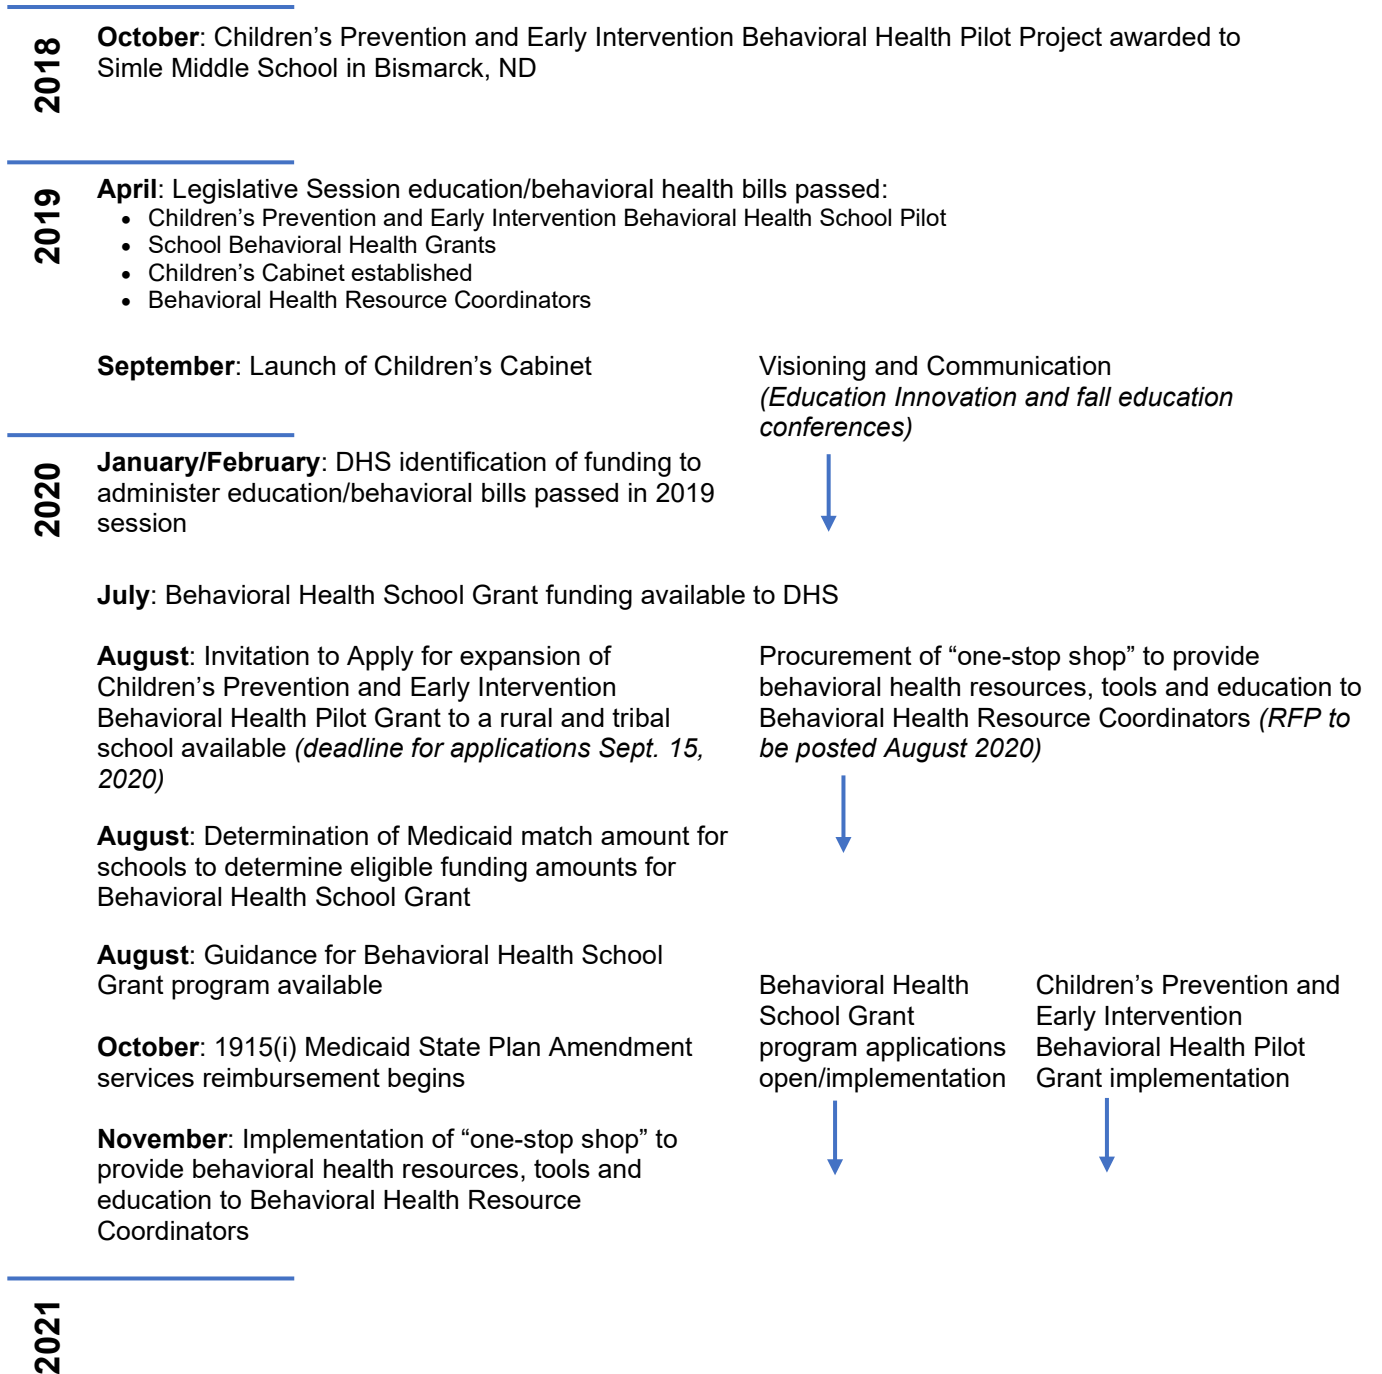 2018
October: Children’s Prevention and Early Intervention Behavioral Health Pilot Project awarded to
Simle Middle School in Bismarck, ND
2019
April: Legislative Session education/behavioral health bills passed:
• Children’s Prevention and Early Intervention Behavioral Health School Pilot
• School Behavioral Health Grants
• Children’s Cabinet established
• Behavioral Health Resource Coordinators
September: Launch of Children’s Cabinet
Visioning and Communication
(Education Innovation and fall education
conferences)
2020
January/February: DHS identification of funding to
administer education/behavioral bills passed in 2019
session
July: Behavioral Health School Grant funding available to DHS
August: Invitation to Apply for expansion of
Children’s Prevention and Early Intervention
Behavioral Health Pilot Grant to a rural and tribal
school available (deadline for applications Sept. 15,
2020)
Procurement of “one-stop shop” to provide
behavioral health resources, tools and education to
Behavioral Health Resource Coordinators (RFP to
be posted August 2020)
August: Determination of Medicaid match amount for
schools to determine eligible funding amounts for
Behavioral Health School Grant
August: Guidance for Behavioral Health School
Grant program available
Behavioral Health
School Grant
program applications
open/implementation
Children’s Prevention and
Early Intervention
Behavioral Health Pilot
Grant implementation
October: 1915(i) Medicaid State Plan Amendment
services reimbursement begins
November: Implementation of “one-stop shop” to
provide behavioral health resources, tools and
education to Behavioral Health Resource
Coordinators
2021